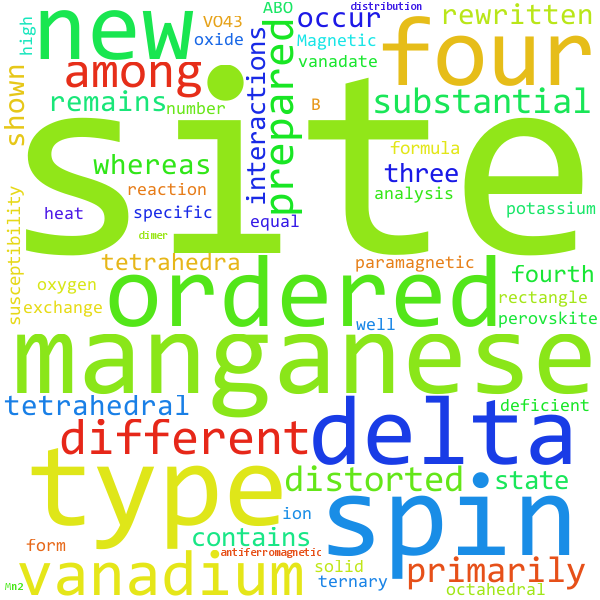 distribution
ABO
VO43
high
new
oxide
Magnetic
vanadate
occur
rewritten
four
among
shown
remains
number
interactions
prepared
B
substantial
site
whereas
reaction
heat
specific
dimer
equal
three
formula
analysis
potassium
susceptibility
tetrahedra
oxygen
exchange
ordered
paramagnetic
well
fourth
rectangle
perovskite
manganese
tetrahedral
different
delta
deficient
type
distorted
state
spin
ion
contains
form
antiferromagnetic
vanadium
solid
ternary
primarily
octahedral
Mn2